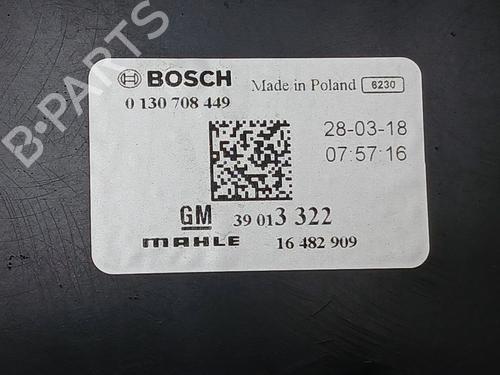 B-PARTS
BOSCH Made in Poland 6230
0 130 708 449
28-03-18
07:57:16
GM 39 013 322
MAHLE 16 482 909